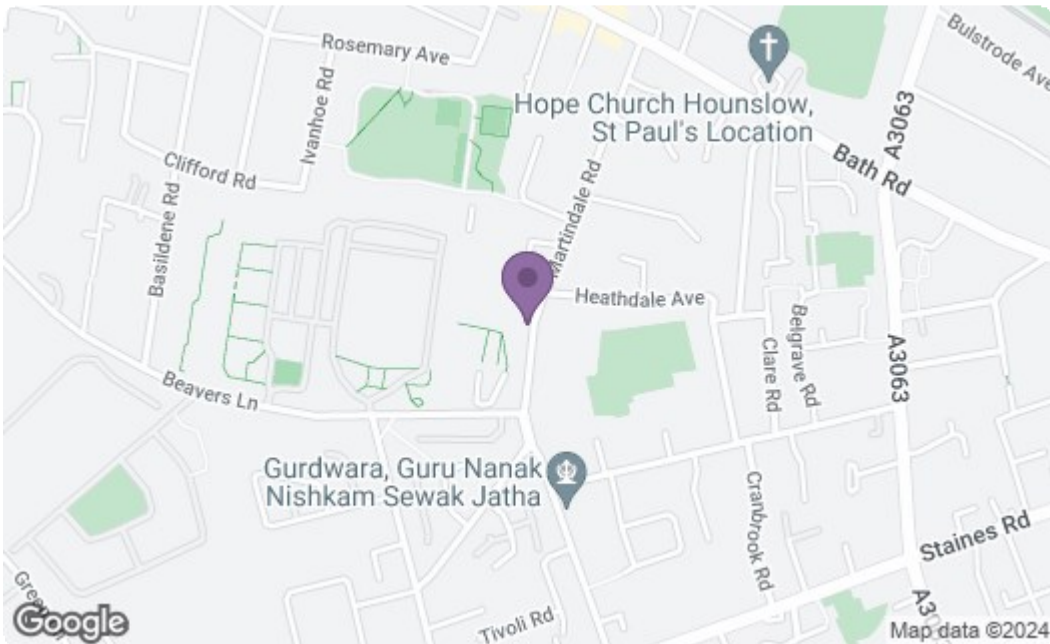 Rosemary Ave
Bulstrode Ave
Ivanhoe Rd
A3063
Hope Church Hounslow,
St Paul's Location
Bath Rd
Clifford Rd
Basildene Rd
Martindale Rd
Heathdale Ave
Belgrave Rd
Clare Rd
A3063
Beavers Ln
Gurdwara, Guru Nanak
Nishkam Sewak Jatha
Cranbrook Rd
Staines Rd
Tivoli Rd
Google
Map data ©2024